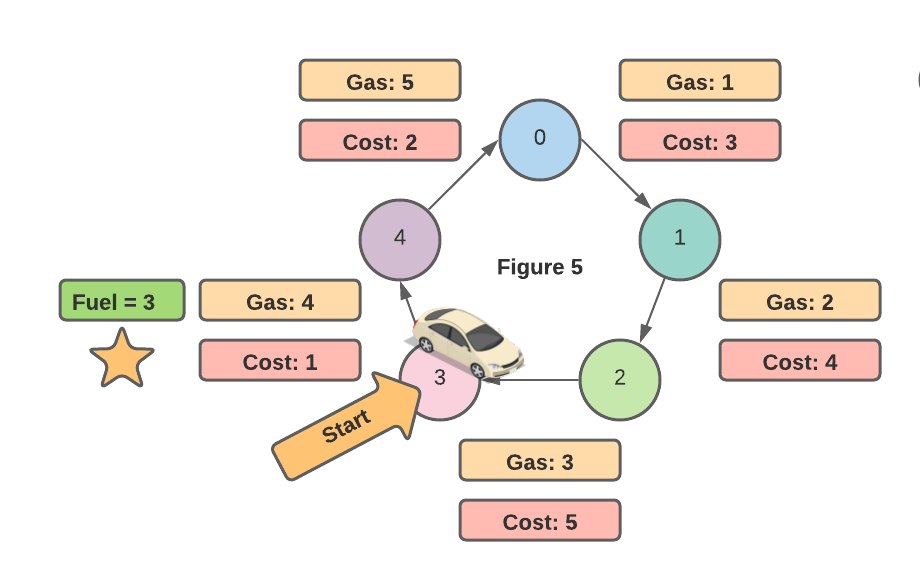 Gas: 5
Gas: 1
Cost: 2
0
Cost: 3
4
1
Figure 5
Fuel = 3
Gas: 4
Gas: 2
Cost: 1
3
2
Cost: 4
Start
Gas: 3
Cost: 5